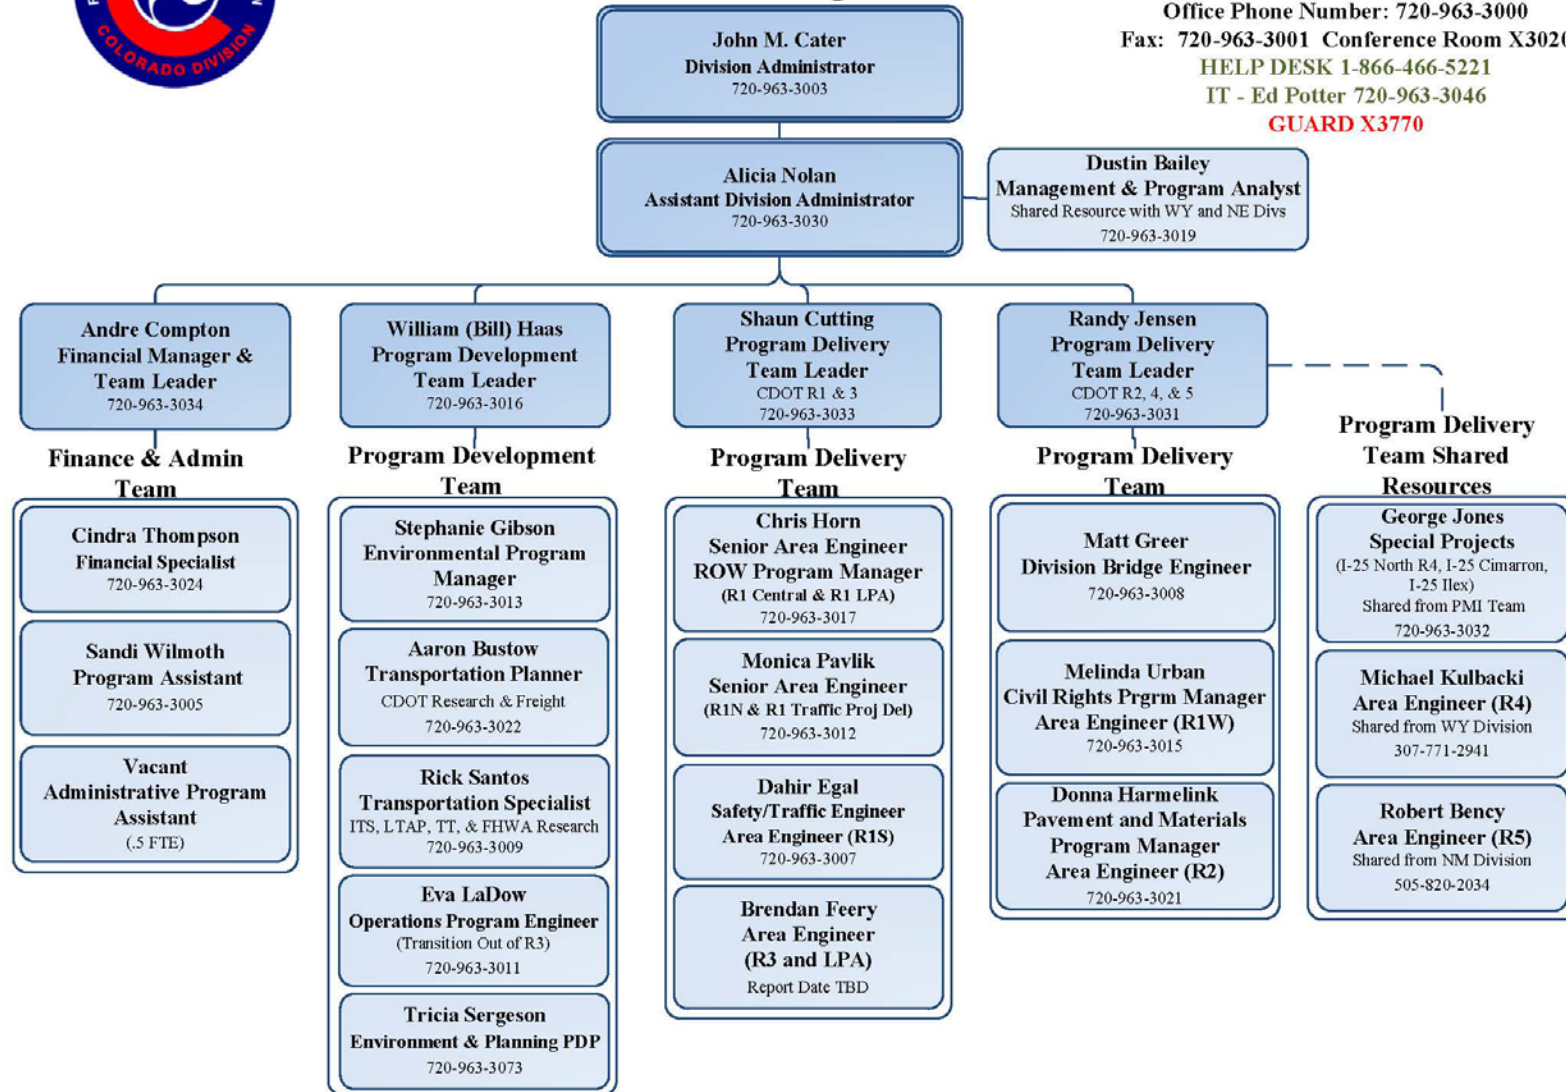 COLORADO DIVISION
Office Phone Number: 720-963-3000
Fax: 720-963-3001 Conference Room X3020
HELP DESK 1-866-466-5221
IT - Ed Potter 720-963-3046
GUARD X3770
John M. Cater
Division Administrator
720-963-3003
Alicia Nolan
Assistant Division Administrator
720-963-3030
Dustin Bailey
Management & Program Analyst
Shared Resource with WY and NE Divs
720-963-3019
Andre Compton
Financial Manager &
Team Leader
720-963-3034
William (Bill) Haas
Program Development
Team Leader
720-963-3016
Shaun Cutting
Program Delivery
Team Leader
CDOT R1 & 3
720-963-3033
Randy Jensen
Program Delivery
Team Leader
CDOT R2, 4, & 5
720-963-3031
Finance & Admin
Team
Cindra Thompson
Financial Specialist
720-963-3024
Sandi Wilmoth
Program Assistant
720-963-3005
Vacant
Administrative Program
Assistant
(.5 FTE)
Program Development
Team
Stephanie Gibson
Environmental Program
Manager
720-963-3013
Aaron Bustow
Transportation Planner
CDOT Research & Freight
720-963-3022
Rick Santos
Transportation Specialist
ITS, LTAP, TT, & FHWA Research
720-963-3009
Eva LaDow
Operations Program Engineer
(Transition Out of R3)
720-963-3011
Tricia Sergeson
Environment & Planning PDP
720-963-3073
Program Delivery
Team
Chris Horn
Senior Area Engineer
ROW Program Manager
(R1 Central & R1 LPA)
720-963-3017
Monica Pavlik
Senior Area Engineer
(R1N & R1 Traffic Proj Del)
720-963-3012
Dahir Egal
Safety/Traffic Engineer
Area Engineer (R1S)
720-963-3007
Brendan Feery
Area Engineer
(R3 and LPA)
Report Date TBD
Program Delivery
Team
Matt Greer
Division Bridge Engineer
720-963-3008
Melinda Urban
Civil Rights Prgrm Manager
Area Engineer (R1W)
720-963-3015
Donna Harmelink
Pavement and Materials
Program Manager
Area Engineer (R2)
720-963-3021
Program Delivery
Team Shared
Resources
George Jones
Special Projects
(I-25 North R4, I-25 Cimarron,
I-25 Ilex)
Shared from PMI Team
720-963-3032
Michael Kulbacki
Area Engineer (R4)
Shared from WY Division
307-771-2941
Robert Bency
Area Engineer (R5)
Shared from NM Division
505-820-2034